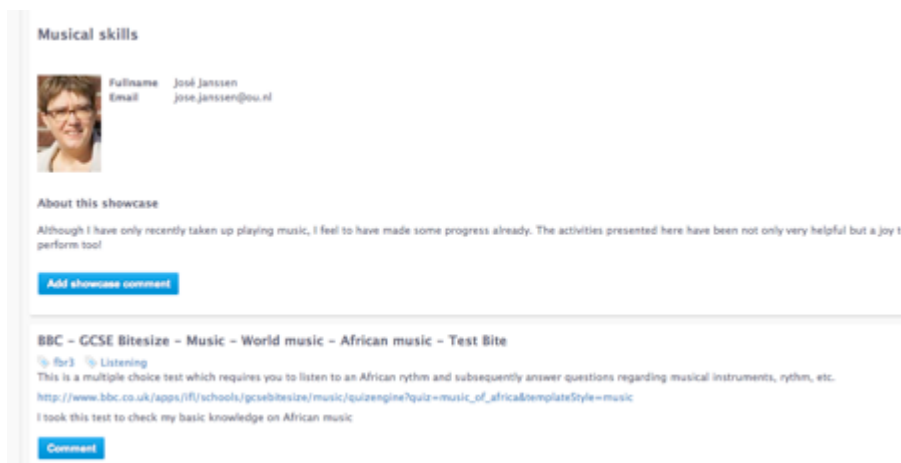 Musical skills
Fullname José Janssen
Email jose.janssen@ou.nl
About this showcase
Although I have only recently taken up playing music, I feel to have made some progress already. The activities presented here have been not only very helpful but a joy t
perform too!
Add showcase comment
BBC – GCSE Bitesize – Music – World music – African music – Test Bite
fbr3 Listening
This is a multiple choice test which requires you to listen to an African rythm and subsequently answer questions regarding musical instruments, rythm, etc.
http://www.bbc.co.uk/apps/ifl/schools/gcsebitesize/music/quizengine?quiz=music_of_africa&templateStyle=music
I took this test to check my basic knowledge on African music
Comment